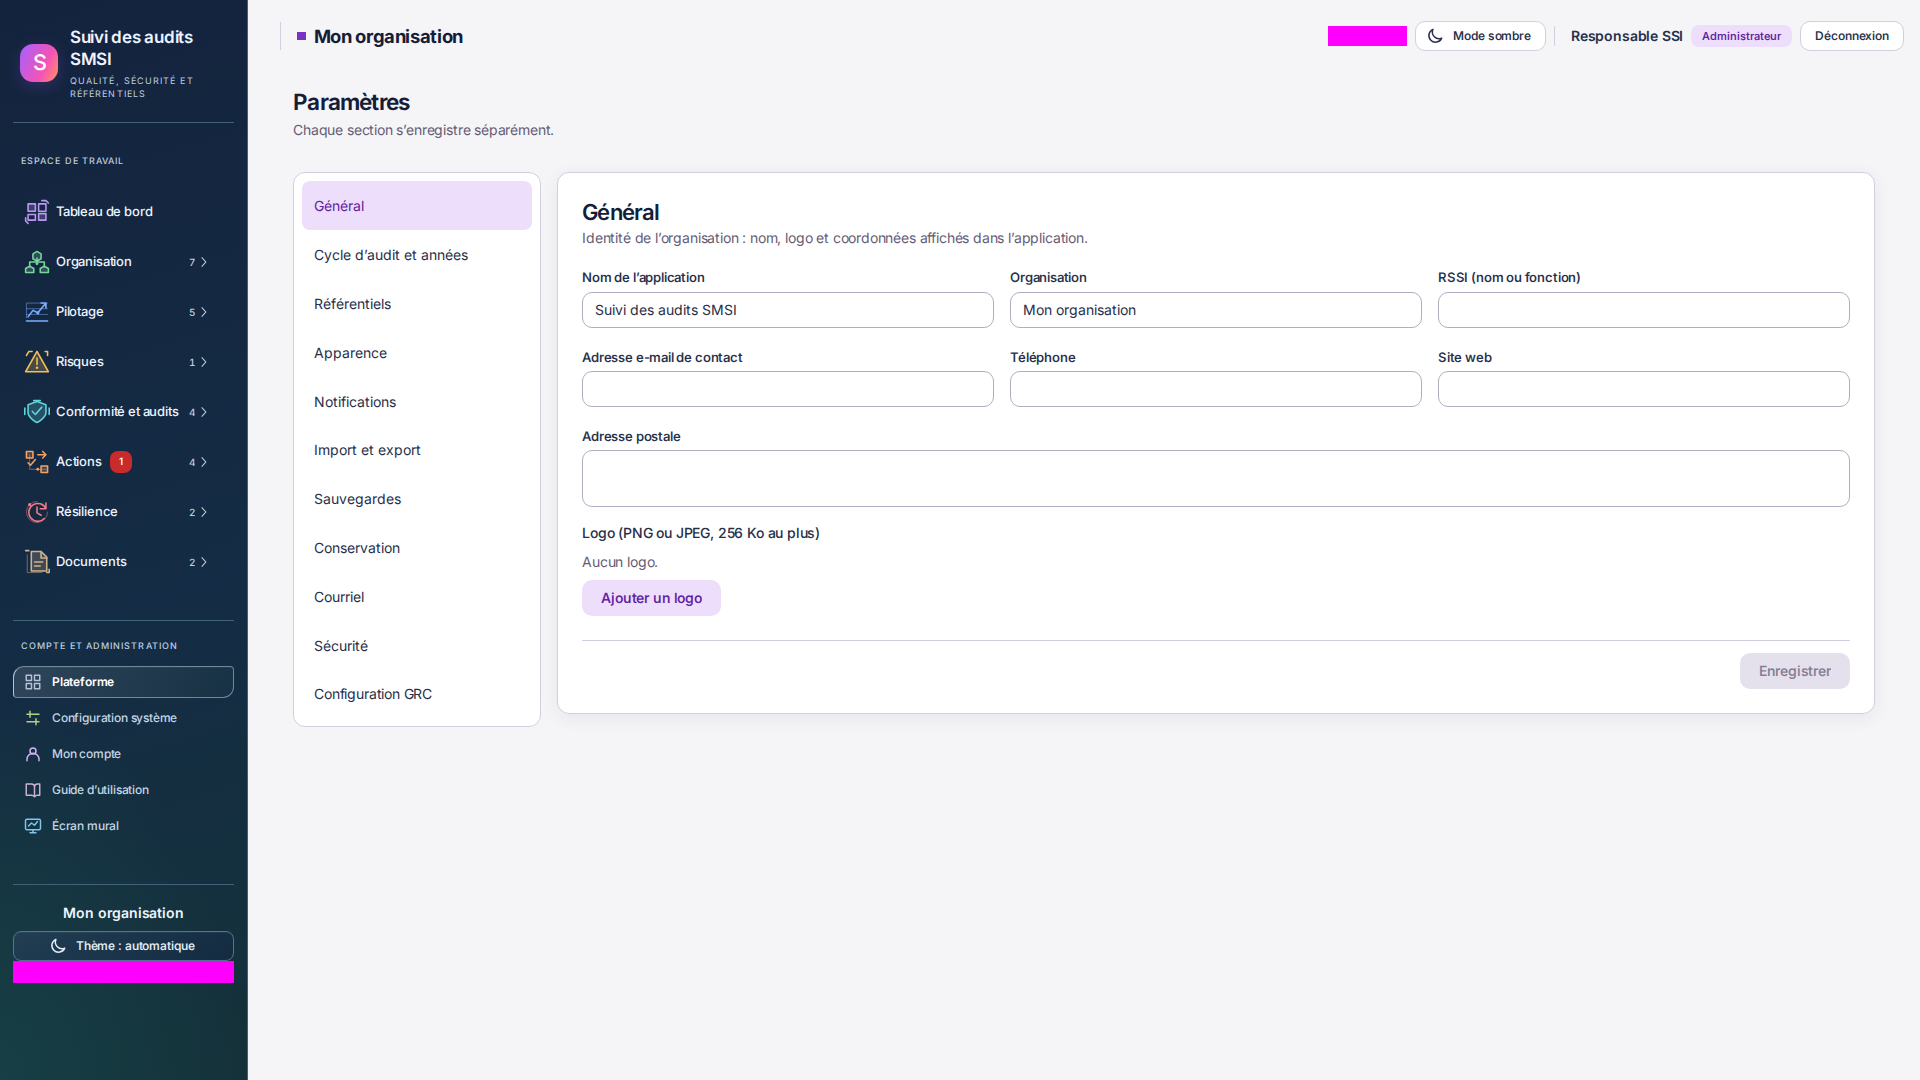 S
Suivi des audits
SMSI
QUALITÉ, SÉCURITÉ ET
RÉFÉRENTIELS
ESPACE DE TRAVAIL
Tableau de bord
Organisation 7
Pilotage 5
Risques 1
Conformité et audits 4
Actions 1 4
Résilience 2
Documents 2
COMPTE ET ADMINISTRATION
Plateforme
Configuration système
Mon compte
Guide d’utilisation
Écran mural
Mon organisation
Thème : automatique
Mon organisation
Mode sombre
Responsable SSI
Administrateur
Déconnexion
Paramètres
Chaque section s’enregistre séparément.
Général
Cycle d’audit et années
Référentiels
Apparence
Notifications
Import et export
Sauvegardes
Conservation
Courriel
Sécurité
Configuration GRC
Général
Identité de l’organisation : nom, logo et coordonnées affichés dans l’application.
Nom de l’application
Suivi des audits SMSI
Organisation
Mon organisation
RSSI (nom ou fonction)
Adresse e-mail de contact
Téléphone
Site web
Adresse postale
Logo (PNG ou JPEG, 256 Ko au plus)
Aucun logo.
Ajouter un logo
Enregistrer